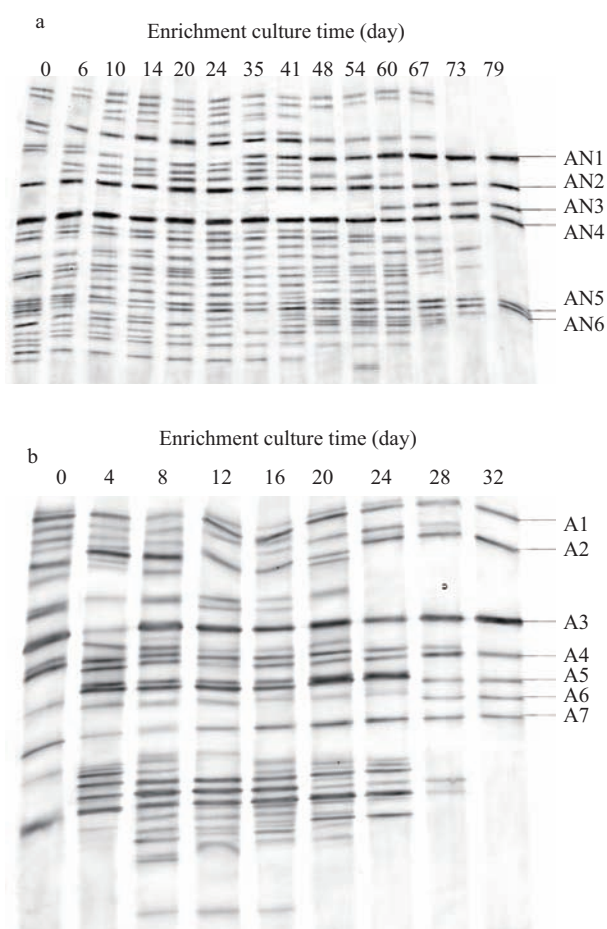 a
Enrichment culture time (day)
0 6 10 14 20 24 35 41 48 54 60 67 73 79
AN1
AN2
AN3
AN4
AN5
AN6
Enrichment culture time (day)
b
0 4 8 12 16 20 24 28 32
A1
A2
A3
A4
A5
A6
A7